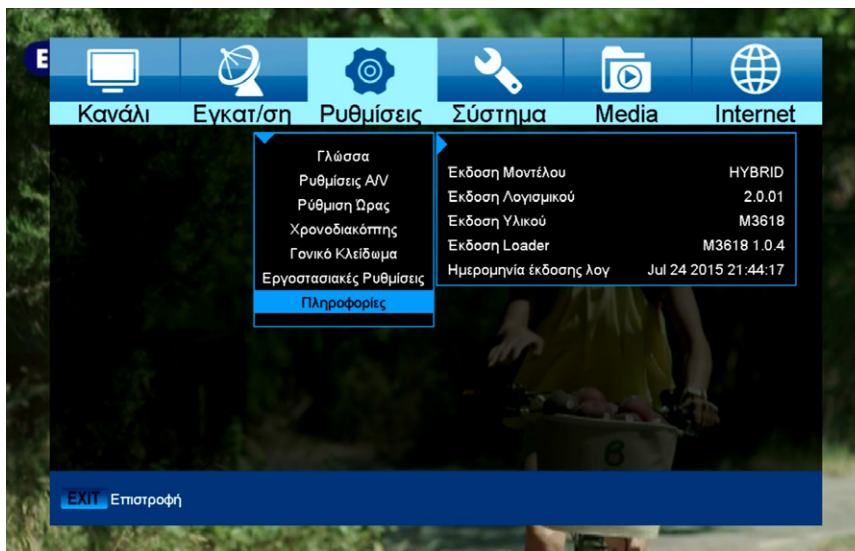 E
Κανάλι Εγκατ/ση Ρυθμίσεις Σύστημα Media Internet
Γλώσσα
Ρυθμίσεις A/V
Ρύθμιση Ώρας
Χρονοδιακόπτης
Γονικό Κλείδωμα
Εργοστασιακές Ρυθμίσεις
Πληροφορίες
Έκδοση Μοντέλου HYBRID
Έκδοση Λογισμικού 2.0.01
Έκδοση Υλικού M3618
Έκδοση Loader M3618 1.0.4
Ημερομηνία έκδοσης λογ Jul 24 2015 21:44:17
6
EXIT Επιστροφή